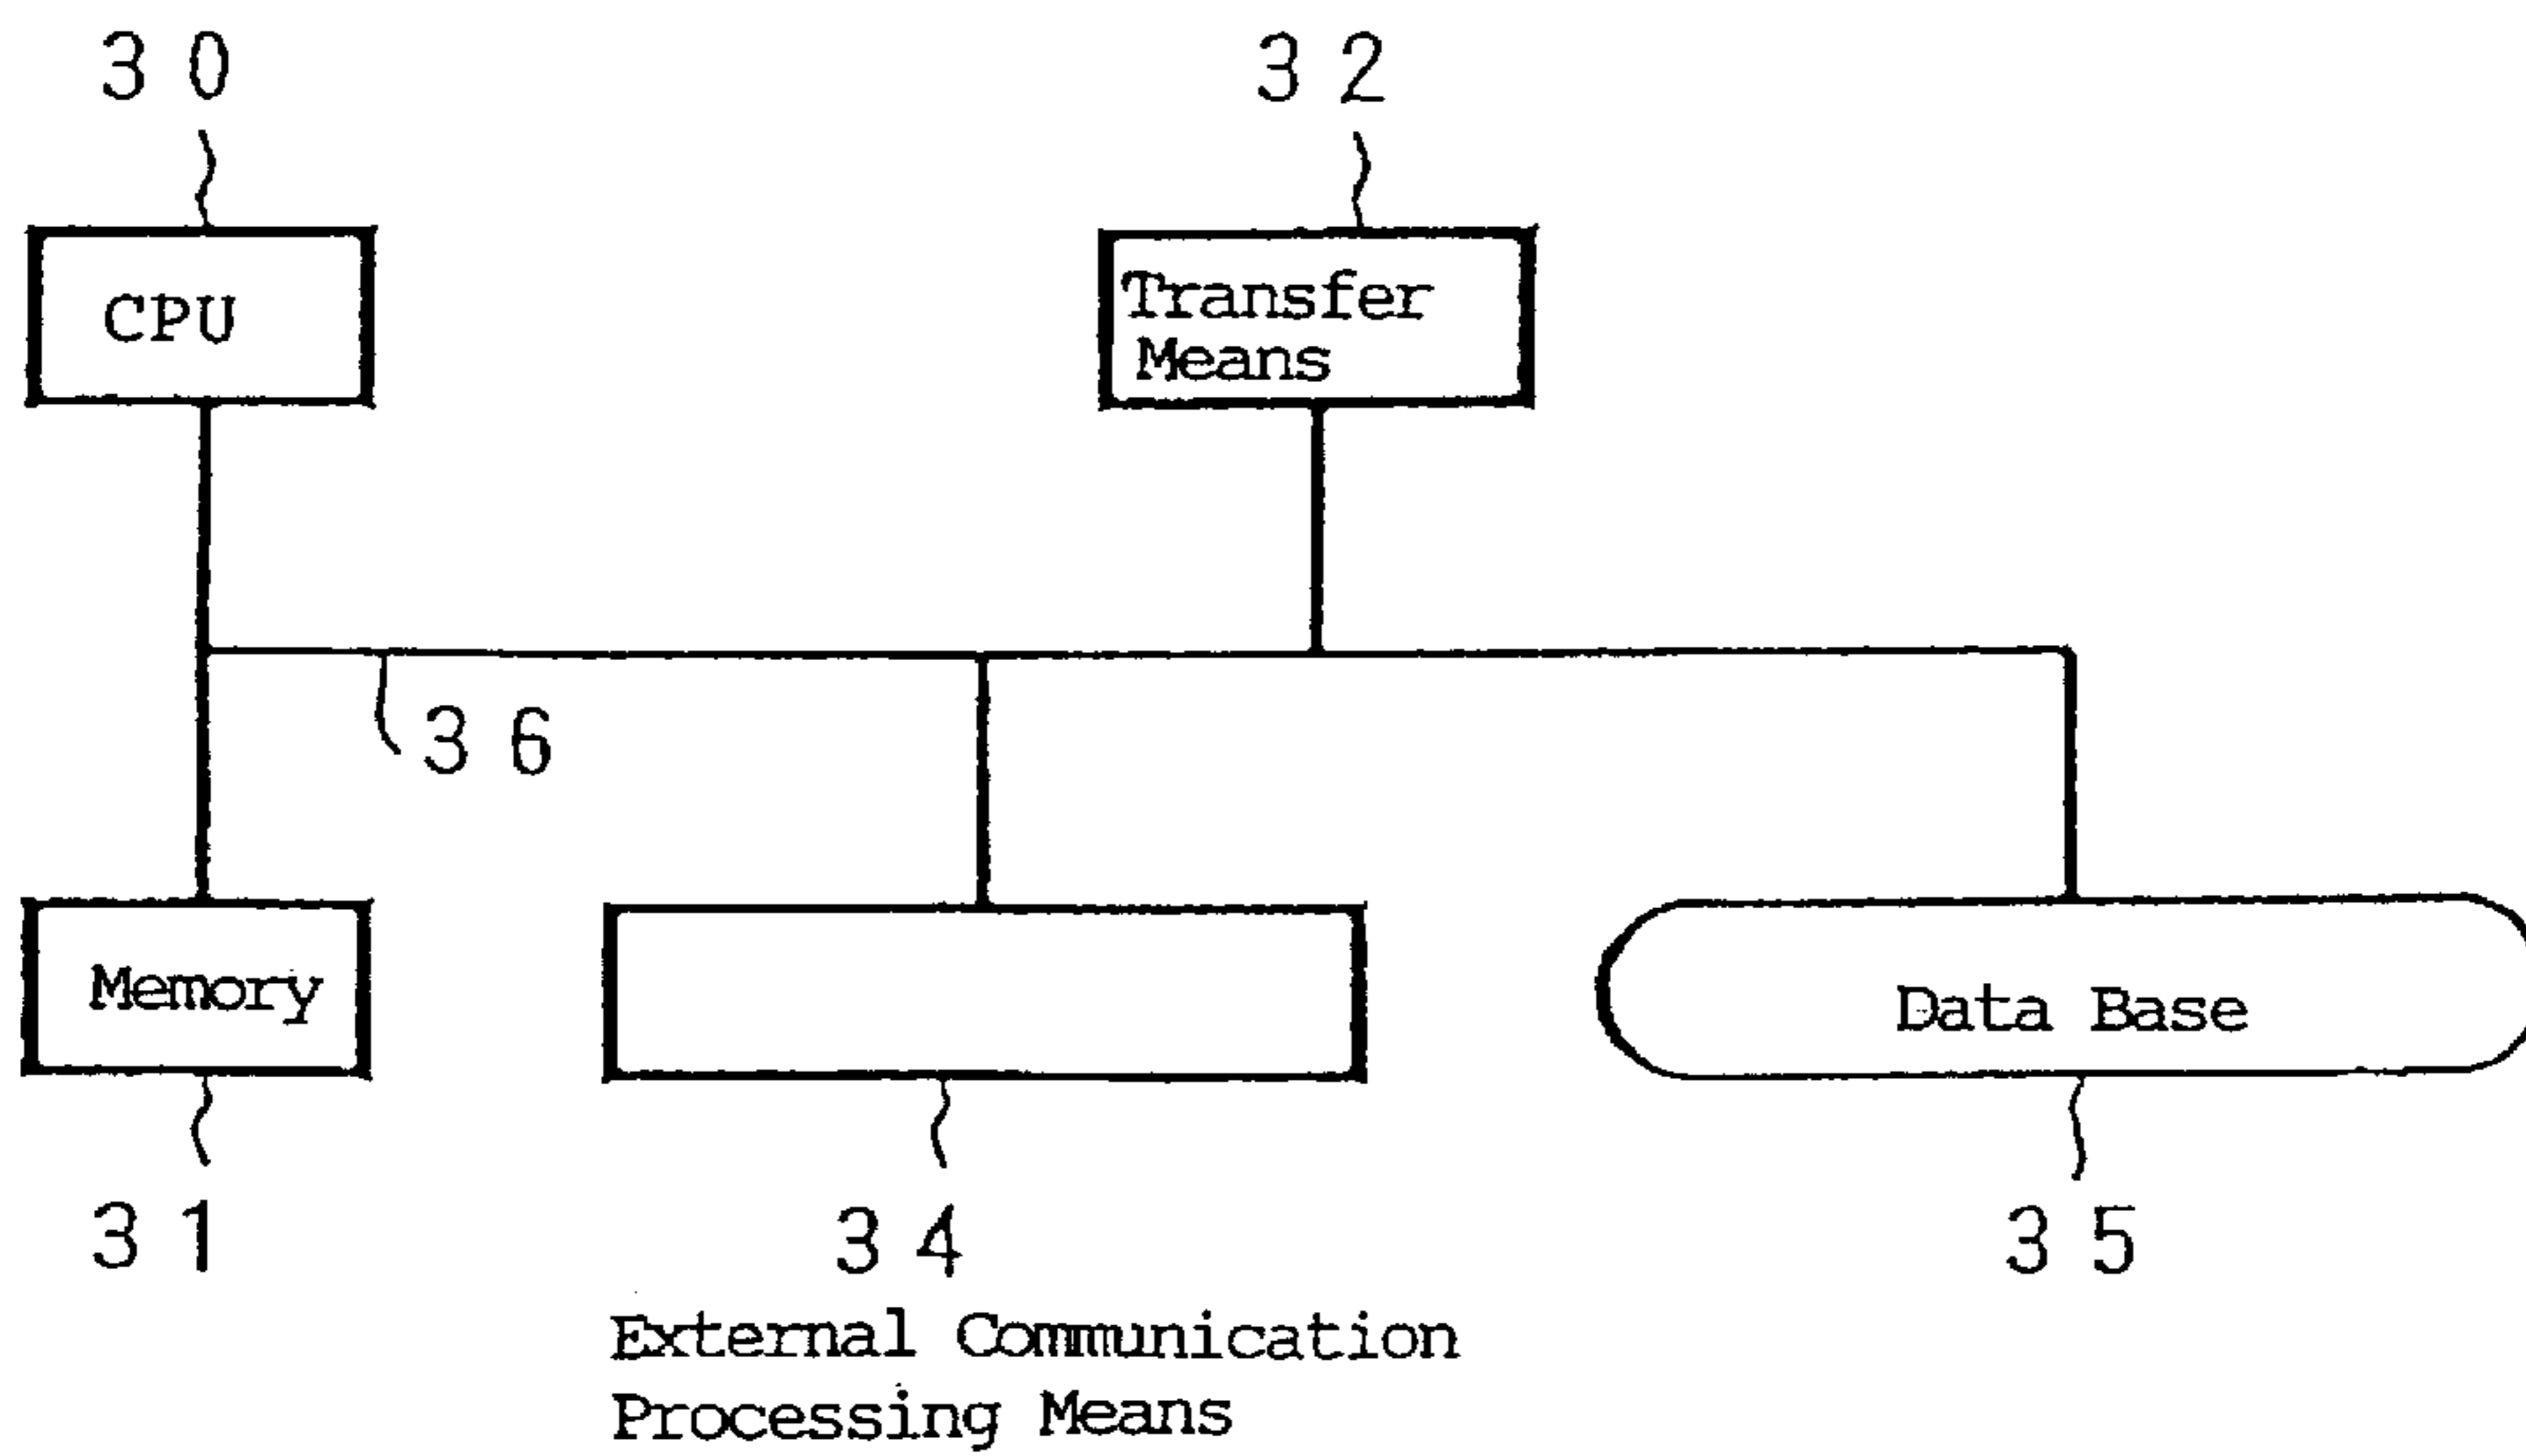 30
32
CPU
Transfer
Means
36
Memory
Data Base
31
34
35
External Communication
Processing Means